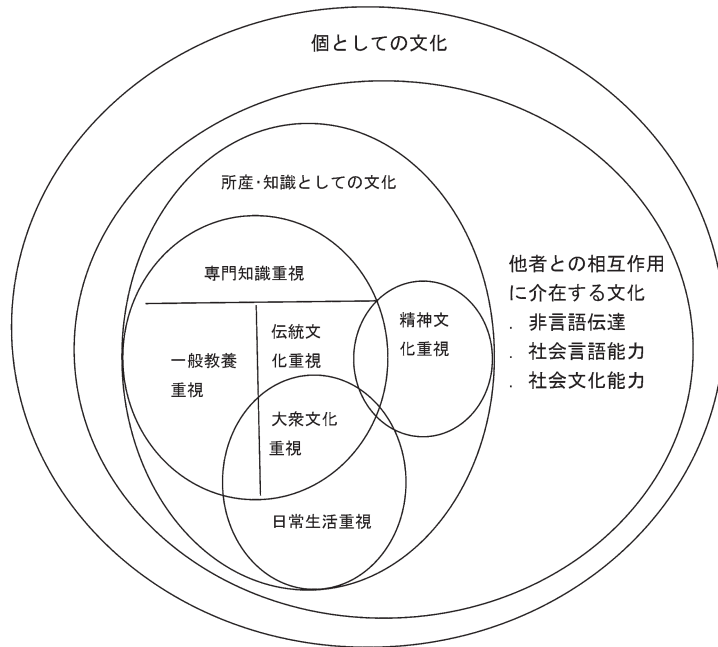 個としての文化
所産・知識としての文化
専門知識重視
一般教養
重視
伝統文
化重視
精神文
化重視
大衆文化
重視
日常生活重視
他者との相互作用
に介在する文化
．非言語伝達
．社会言語能力
．社会文化能力